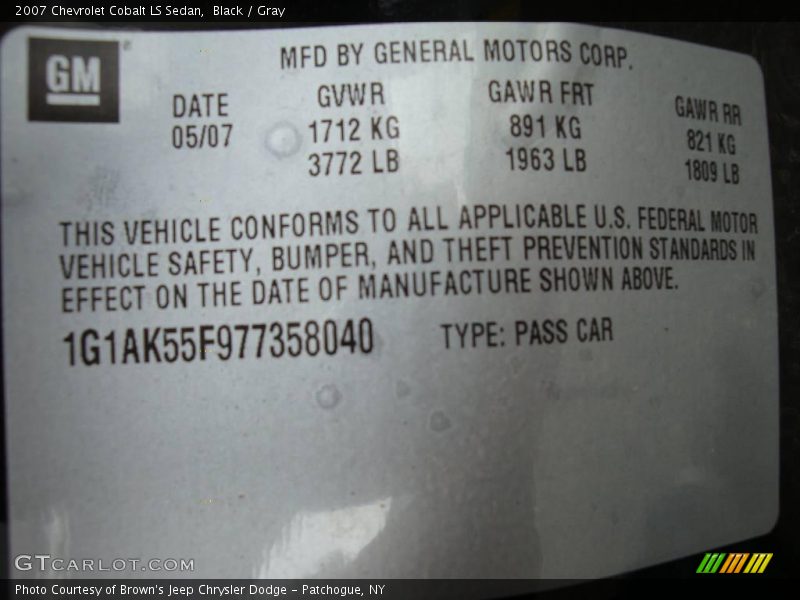 2007 Chevrolet Cobalt LS Sedan, Black / Gray
GM
MFD BY GENERAL MOTORS CORP.
DATE GVWR GAWR FRT GAWR RR
05/07 1712 KG 891 KG 821 KG
3772 LB 1963 LB 1809 LB
THIS VEHICLE CONFORMS TO ALL APPLICABLE U.S. FEDERAL MOTOR
VEHICLE SAFETY, BUMPER, AND THEFT PREVENTION STANDARDS IN
EFFECT ON THE DATE OF MANUFACTURE SHOWN ABOVE.
1G1AK55F977358040 TYPE: PASS CAR
GTCARLOT.COM
Photo Courtesy of Brown's Jeep Chrysler Dodge - Patchogue, NY